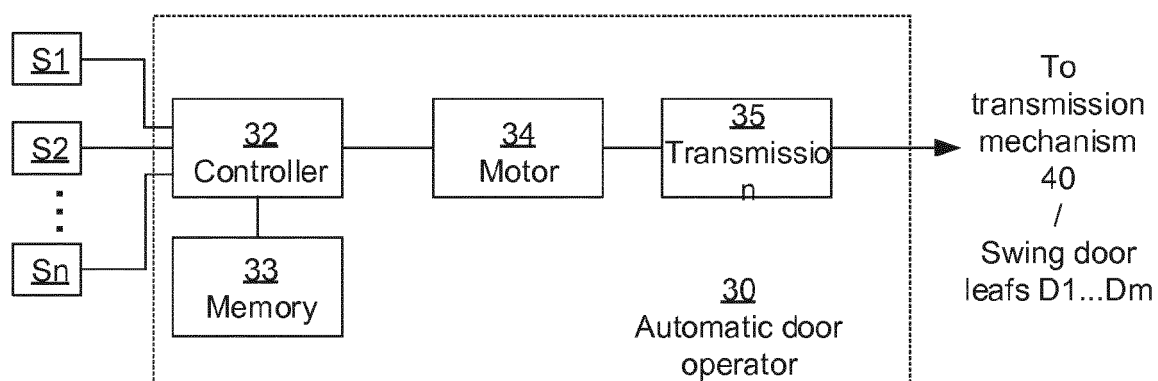 S1
S2
Sn
32
Controller
33
Memory
34
Motor
35
Transmissio
n
30
Automatic door
operator
To
transmission
mechanism
40
/
Swing door
leafs D1...Dm